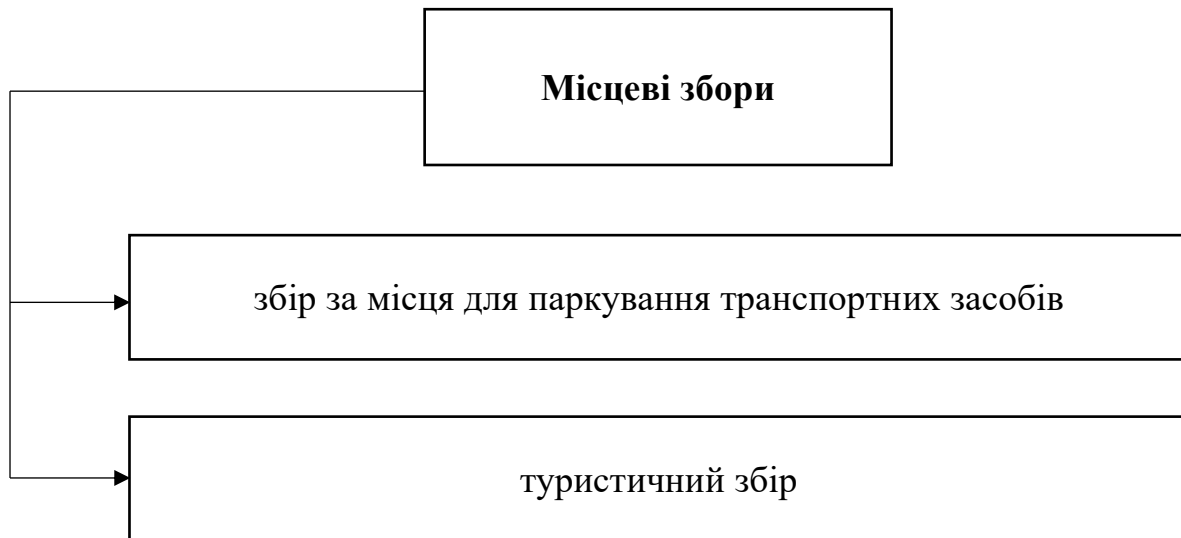 Місцеві збори
збір за місця для паркування транспортних засобів
туристичний збір